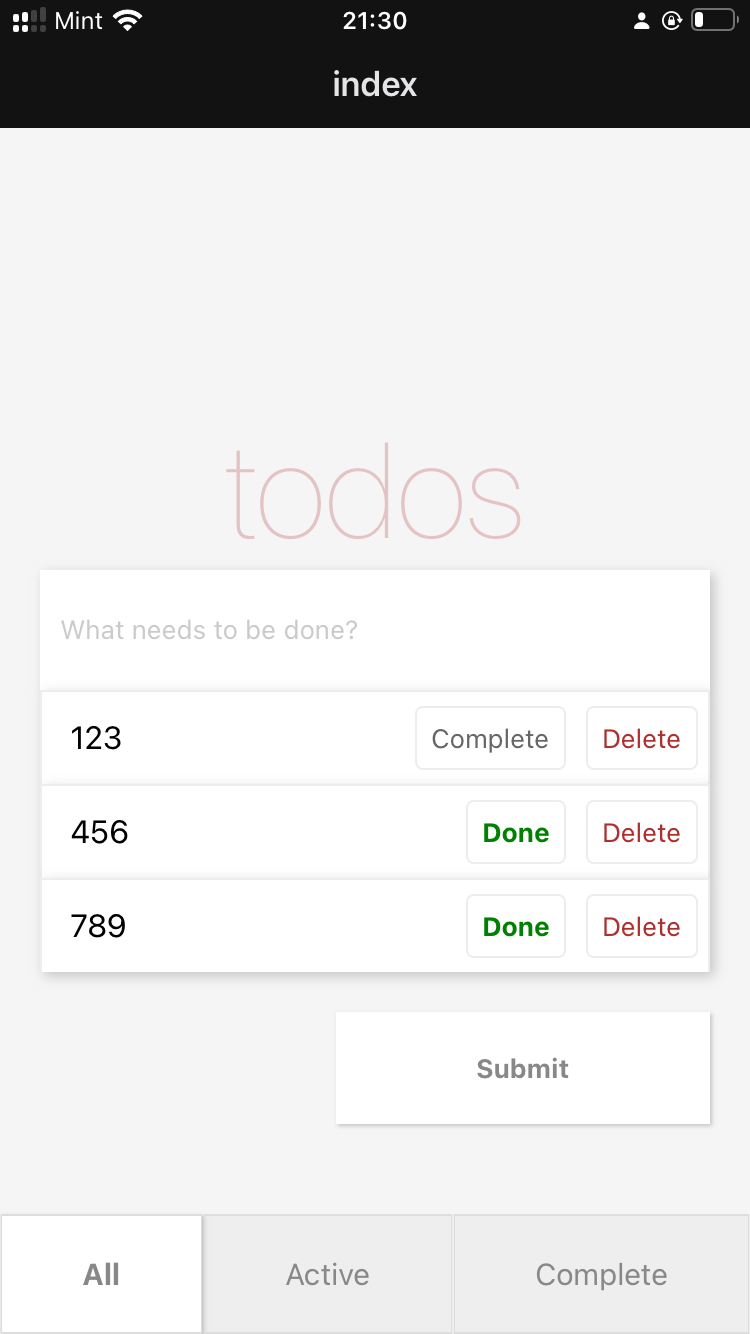 Mint 21:30
index
todos
What needs to be done?
123 Complete Delete
456 Done Delete
789 Done Delete
Submit
All Active Complete